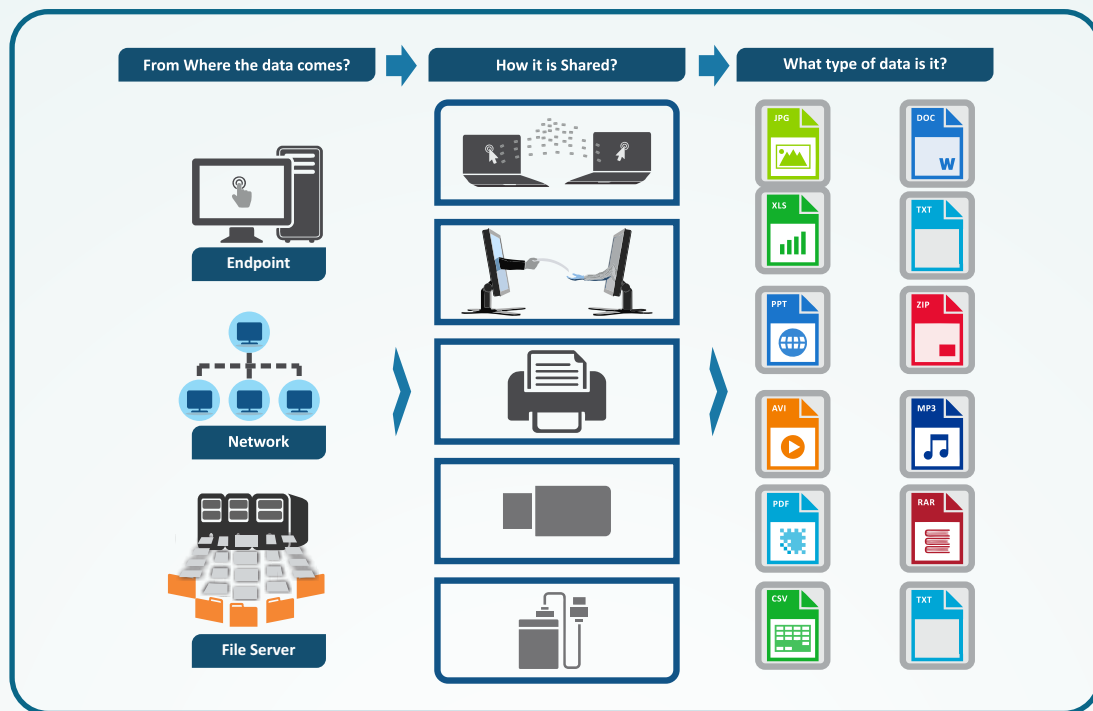 From Where the data comes?
How it is Shared?
What type of data is it?
JPG
DOC
W
XLS
TXT
Endpoint
PPT
ZIP
AVI
MP3
Network
PDF
RAR
CSV
TXT
File Server